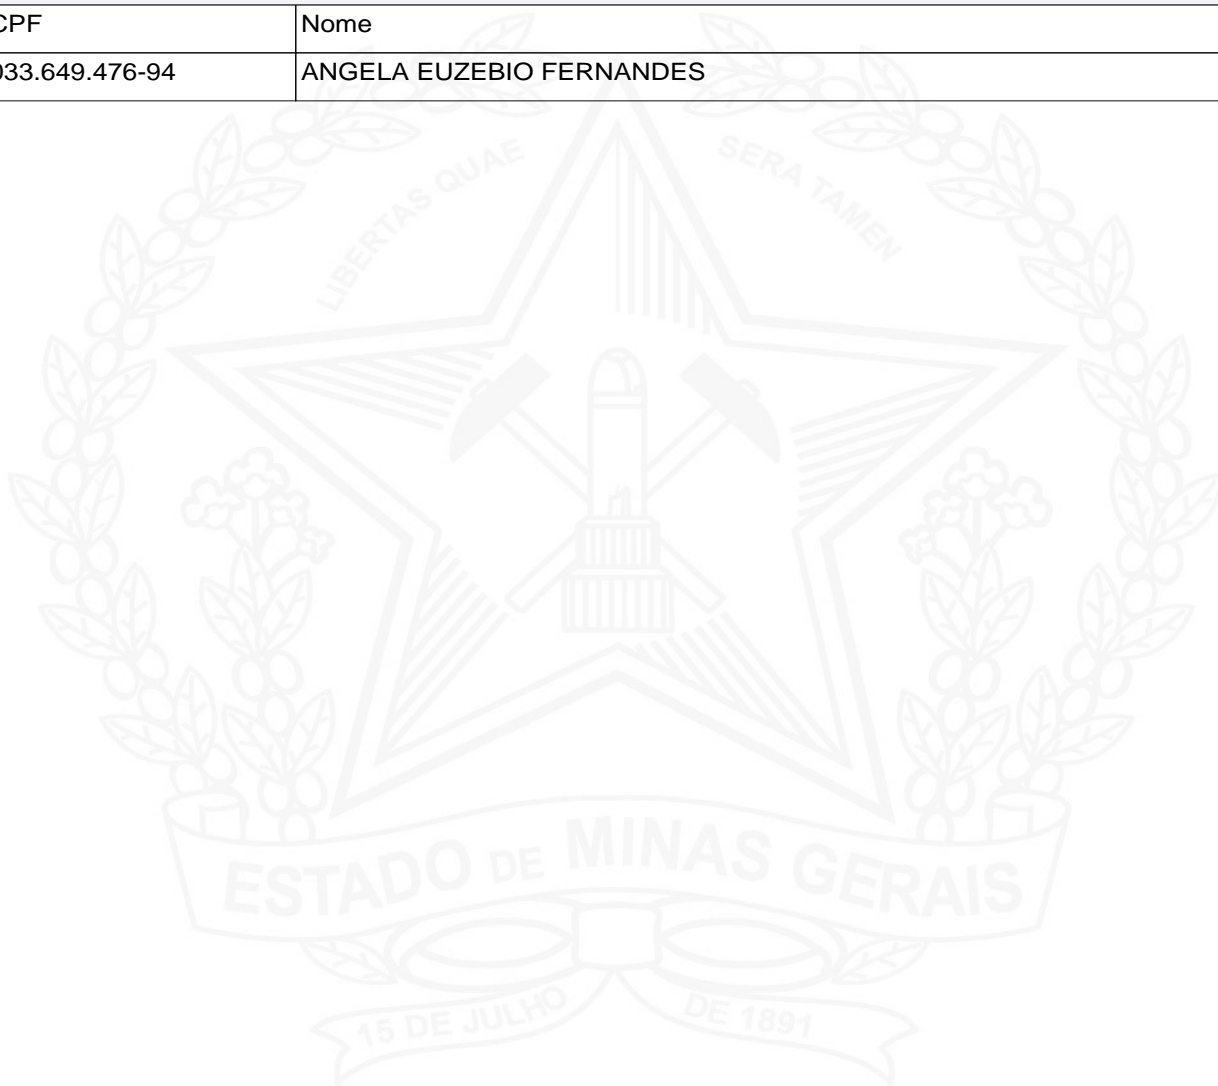 CPF Nome
033.649.476-94 ANGELA EUZEBIO FERNANDES
LIBERTAS QUAE SERA TAMEN
ESTADO DE MINAS GERAIS
15 DE JULHO DE 1891